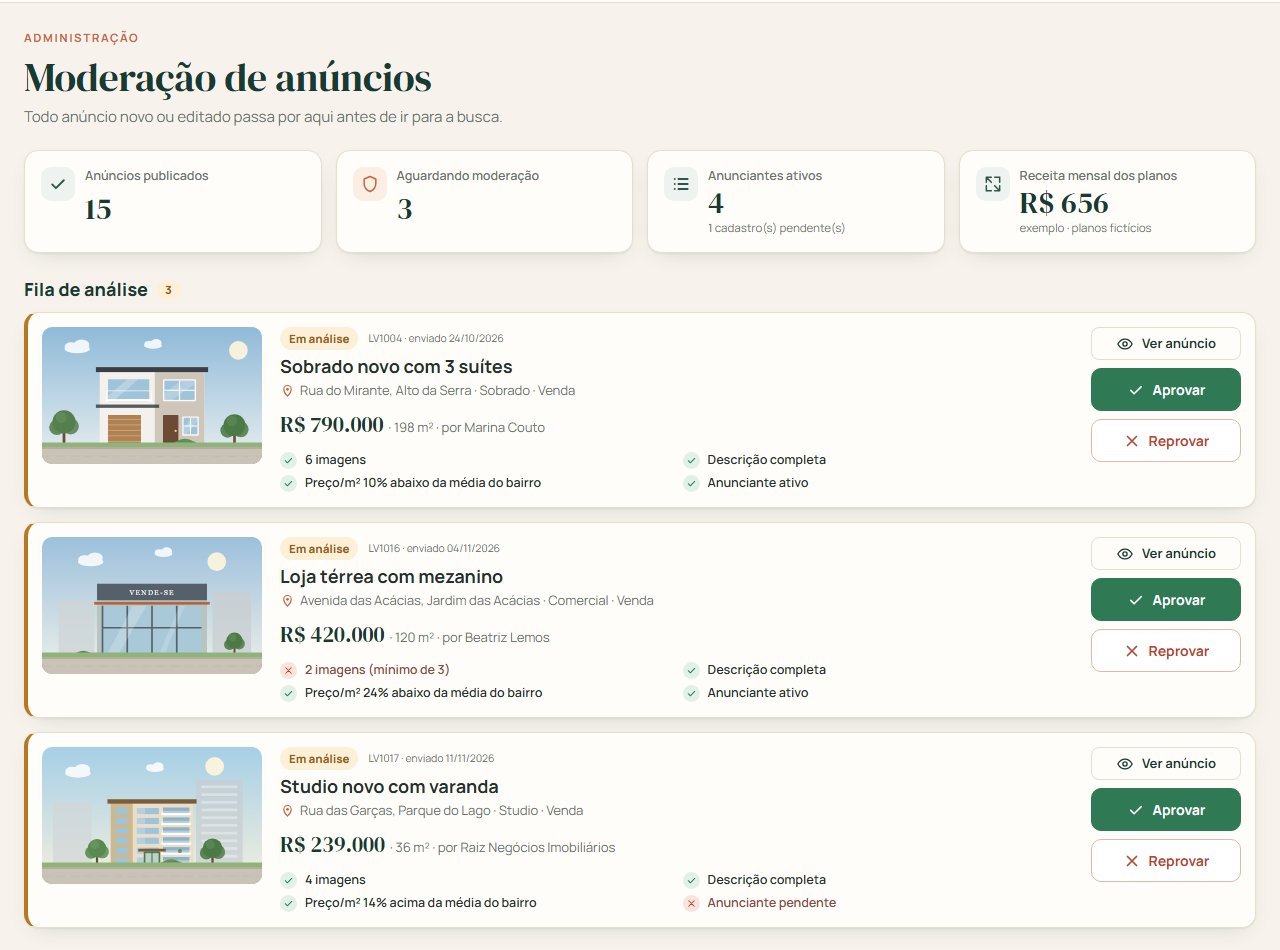 ADMINISTRAÇÃO
Moderação de anúncios
Todo anúncio novo ou editado passa por aqui antes de ir para a busca.
Anúncios publicados
15
Aguardando moderação
3
Anunciantes ativos
4
1 cadastro(s) pendente(s)
Receita mensal dos planos
R$ 656
exemplo · planos fictícios
Fila de análise 3
Em análise LV1004 · enviado 24/10/2026
Sobrado novo com 3 suítes
Rua do Mirante, Alto da Serra · Sobrado · Venda
R$ 790.000 · 198 m² · por Marina Couto
6 imagens
Descrição completa
Preço/m² 10% abaixo da média do bairro
Anunciante ativo
Ver anúncio
Aprovar
Reprovar
VENDE-SE
Em análise LV1016 · enviado 04/11/2026
Loja térrea com mezanino
Avenida das Acácias, Jardim das Acácias · Comercial · Venda
R$ 420.000 · 120 m² · por Beatriz Lemos
2 imagens (mínimo de 3)
Descrição completa
Preço/m² 24% abaixo da média do bairro
Anunciante ativo
Ver anúncio
Aprovar
Reprovar
Em análise LV1017 · enviado 11/11/2026
Studio novo com varanda
Rua das Garças, Parque do Lago · Studio · Venda
R$ 239.000 · 36 m² · por Raiz Negócios Imobiliários
4 imagens
Descrição completa
Preço/m² 14% acima da média do bairro
Anunciante pendente
Ver anúncio
Aprovar
Reprovar